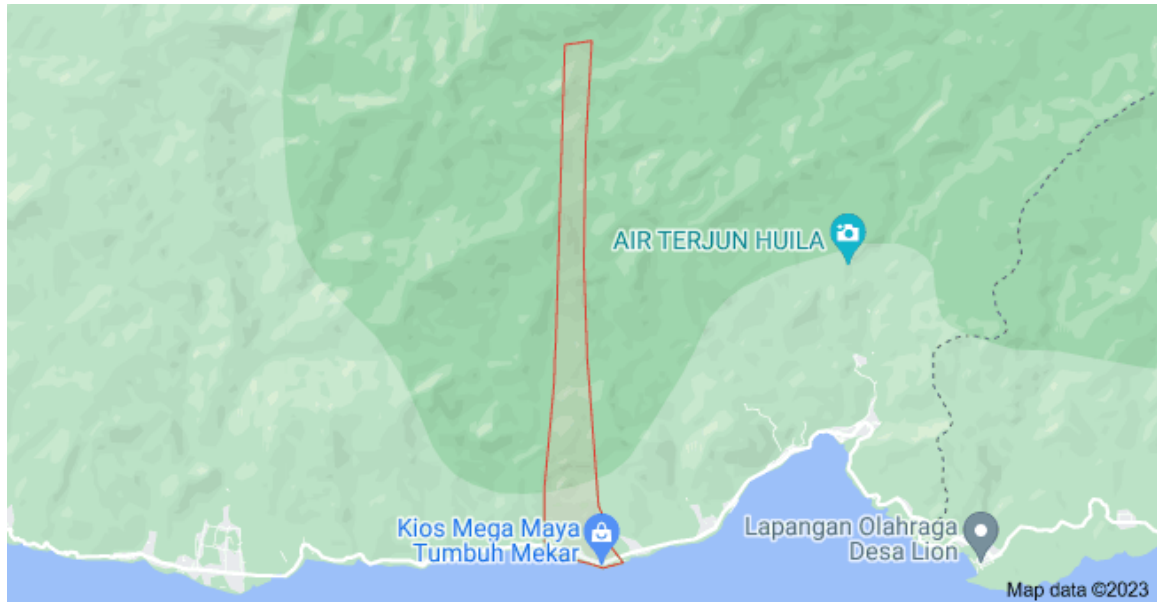 AIR TERJUN HUILA
Kios Mega Maya
Tumbuh Mekar
Lapangan Olahraga
Desa Lion
Map data ©2023